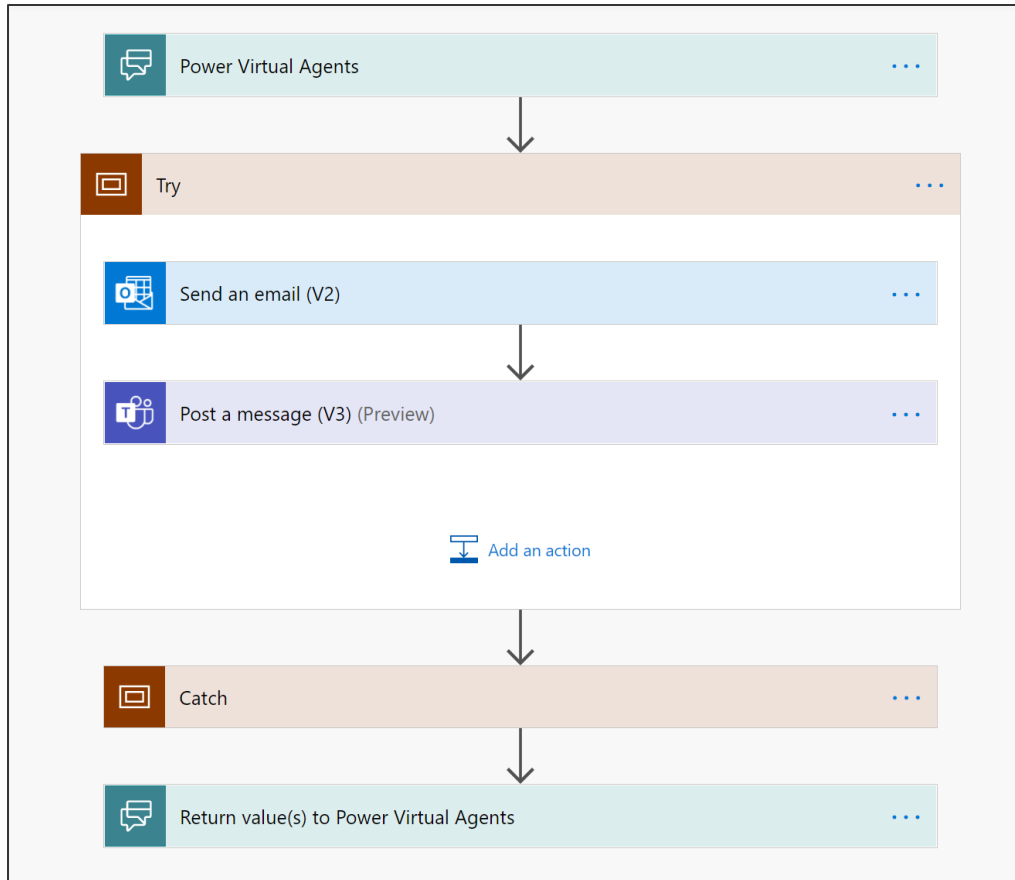 Power Virtual Agents
Try
Send an email (V2)
Post a message (V3) (Preview)
Add an action
Catch
Return value(s) to Power Virtual Agents